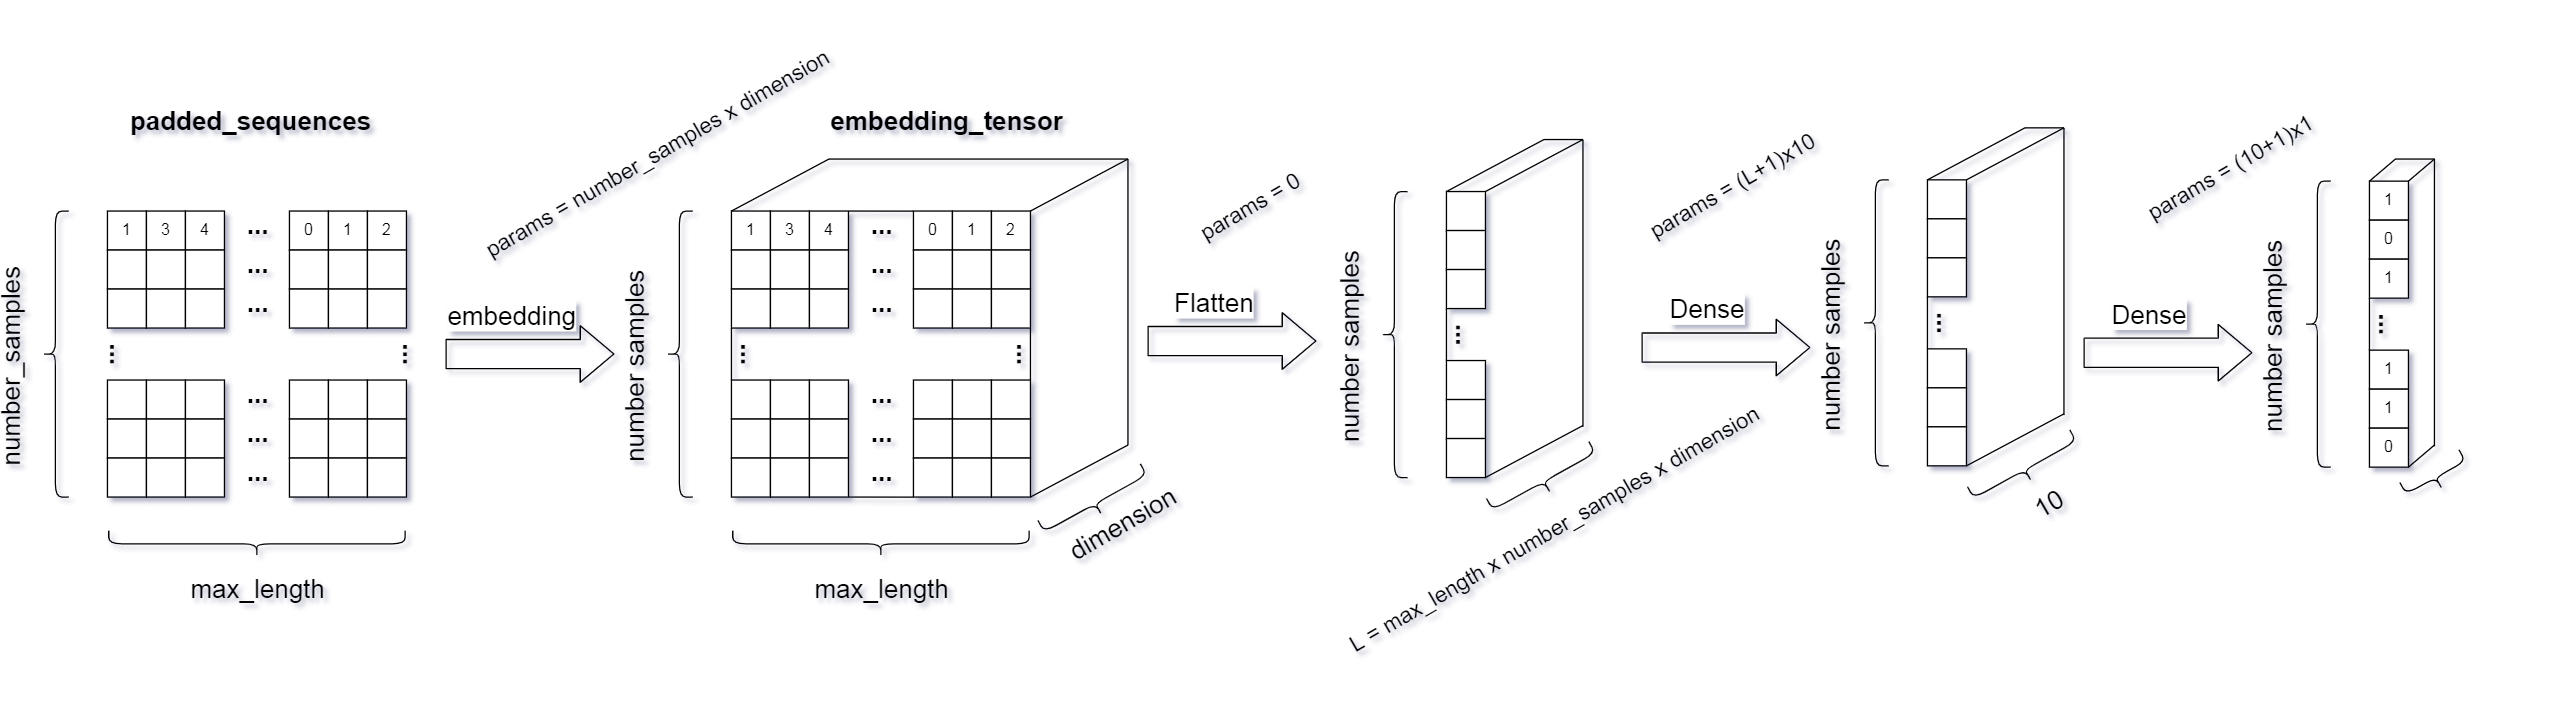 padded_sequences
number_samples
1 3 4 ... 0 1 2
...
...
...
...
...
max_length
params = number_samples x dimension
embedding
embedding_tensor
number samples
1 3 4 ... 0 1 2
...
...
...
...
...
max_length
dimension
params = 0
Flatten
number samples
L = max_length x number_samples x dimension
params = (L+1)x10
Dense
number samples
10
params = (10+1)x1
Dense
number samples
1
0
1
1
1
0